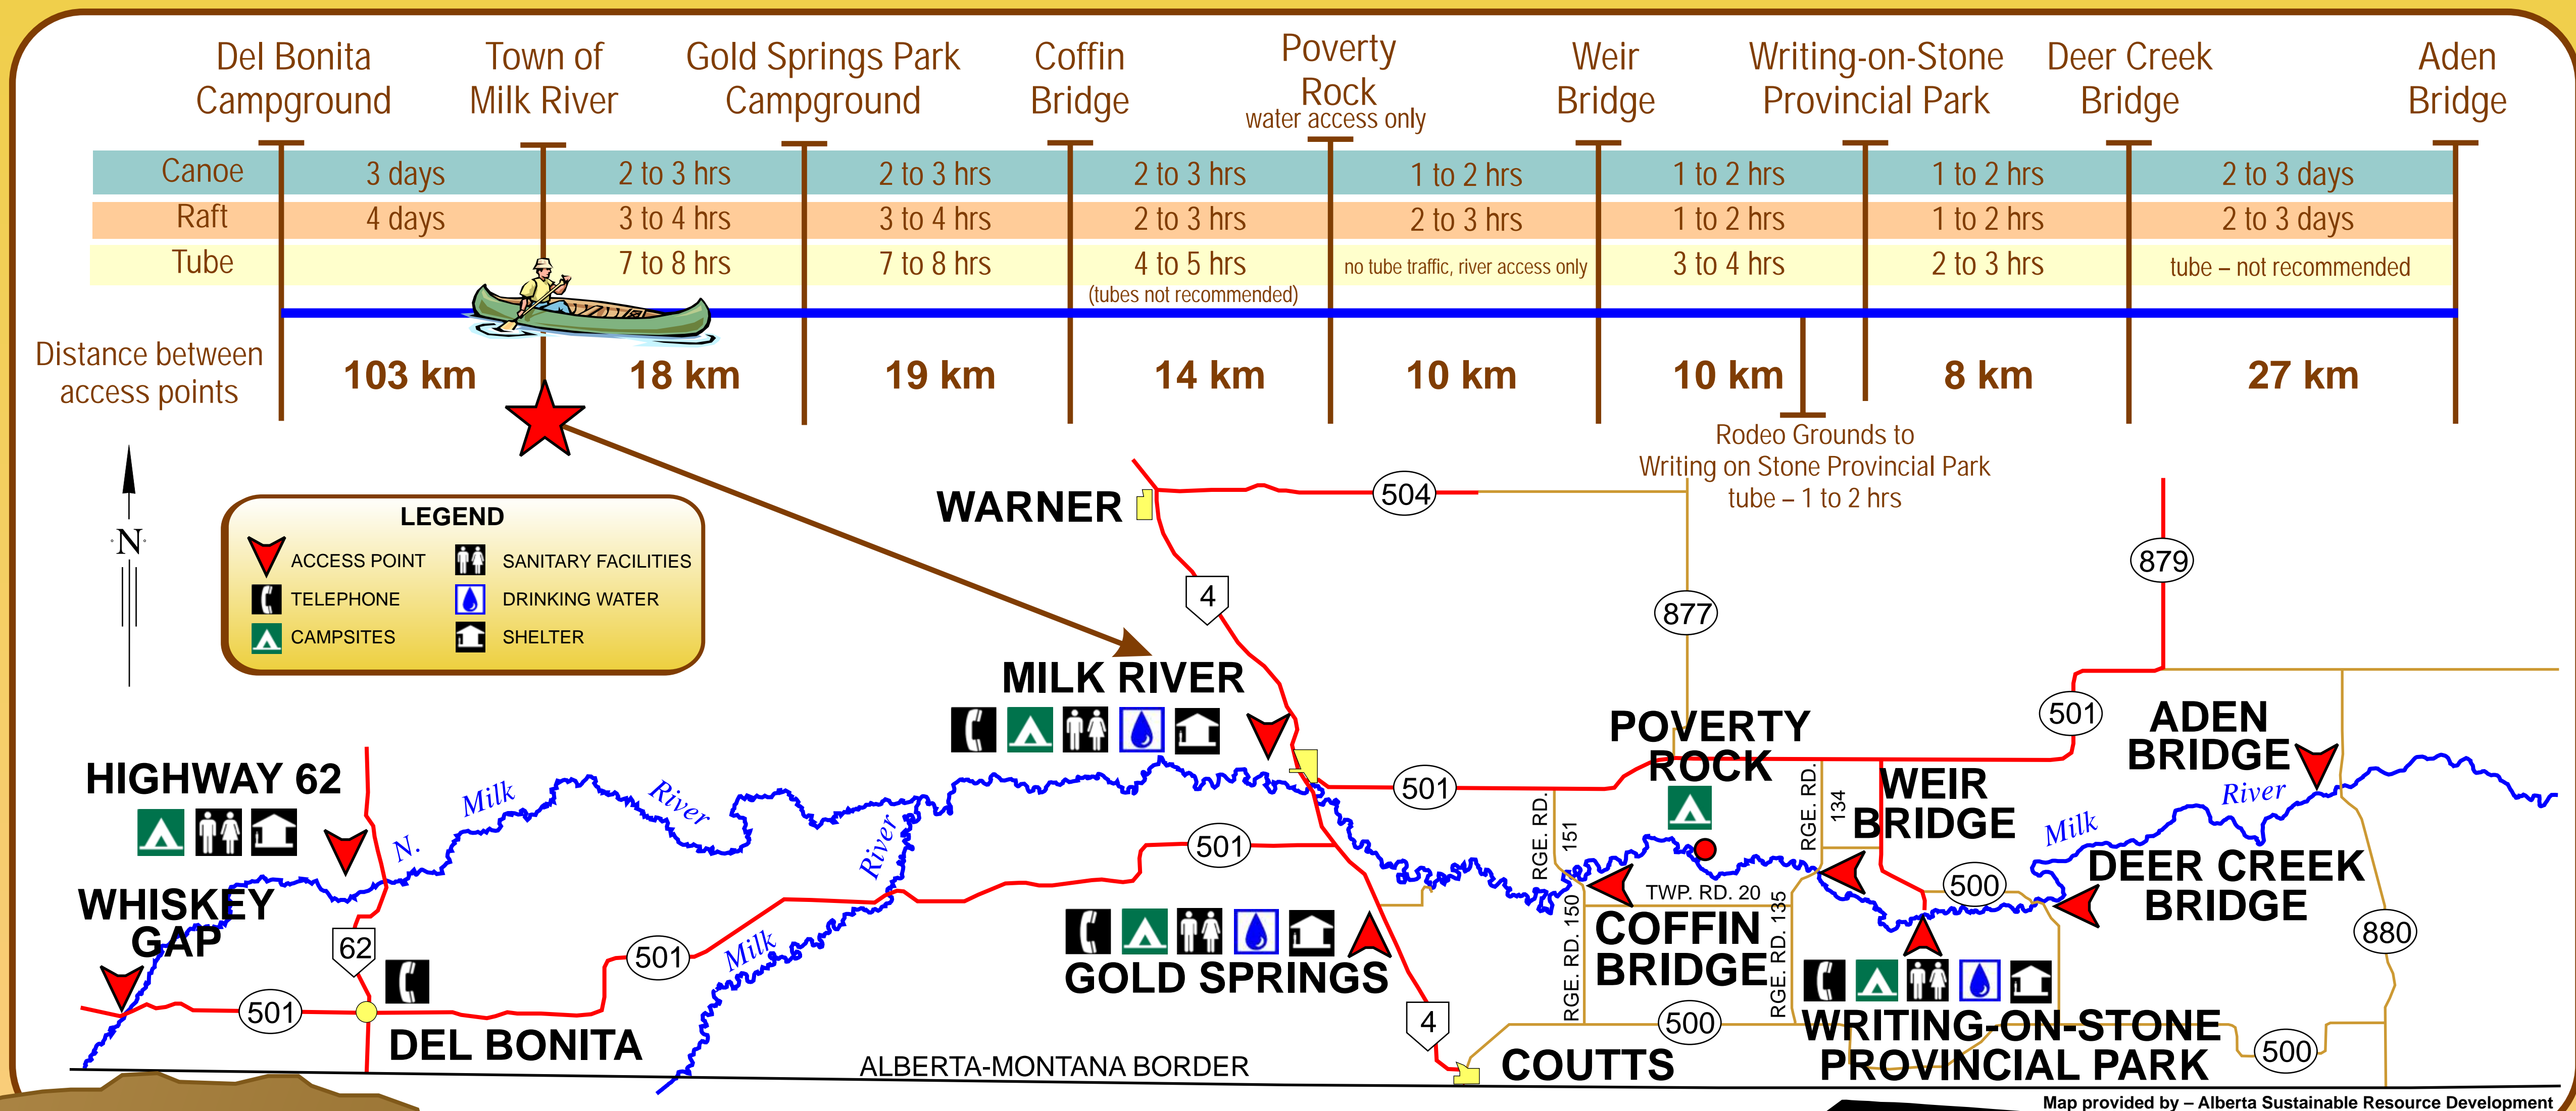 Del Bonita
Campground
Town of
Milk River
Gold Springs Park
Campground
Coffin
Bridge
Poverty
Rock
water access only
Weir
Bridge
Writing-on-Stone
Provincial Park
Deer Creek
Bridge
Aden
Bridge
Canoe 3 days 2 to 3 hrs 2 to 3 hrs 2 to 3 hrs 1 to 2 hrs 1 to 2 hrs 1 to 2 hrs 2 to 3 days
Raft 4 days 3 to 4 hrs 3 to 4 hrs 2 to 3 hrs 2 to 3 hrs 1 to 2 hrs 1 to 2 hrs 2 to 3 days
Tube 7 to 8 hrs 7 to 8 hrs 4 to 5 hrs no tube traffic, river access only 3 to 4 hrs 2 to 3 hrs tube – not recommended
(tubes not recommended)
Distance between
access points
103 km 18 km 19 km 14 km 10 km 10 km 8 km 27 km
Rodeo Grounds to
Writing on Stone Provincial Park
tube – 1 to 2 hrs
N
LEGEND
ACCESS POINT
SANITARY FACILITIES
TELEPHONE
DRINKING WATER
CAMPSITES
SHELTER
WARNER
504
4
877
879
MILK RIVER
501
POVERTY
ROCK
ADEN
BRIDGE
HIGHWAY 62
N.
Milk
River
River
501
501
RGE. RD.
151
RGE. RD.
134
WEIR
BRIDGE
Milk
River
WHISKEY
GAP
62
501
501
Milk
DEL BONITA
GOLD SPRINGS
4
TWP. RD. 20
RGE. RD. 150
COFFIN
BRIDGE
RGE. RD. 135
500
DEER CREEK
BRIDGE
880
500
WRITING-ON-STONE
PROVINCIAL PARK
500
COUTTS
ALBERTA-MONTANA BORDER
Map provided by – Alberta Sustainable Resource Development